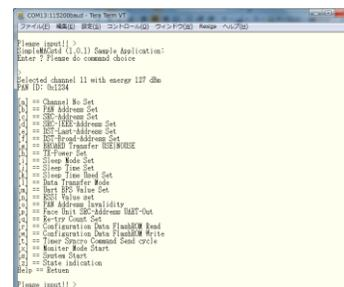 COM13:115200baud - Tera Term VT
ファイル(F) 編集(E) 設定(S) コントロール(O) ウィンドウ(W) Resize ヘルプ(H)
Please input!! >
SimpleMACstd (1.0.1) Sample Application:
Enter ? Please do command choice
>
Selected channel 11 with energy 127 dBm
PAN ID: 0x1234
[a] == Channel No Set
[b] == PAN Address Set
[c] == SRC-Address Set
[d] == SRC-IEEE-Address Set
[e] == DST-Last-Address Set
[f] == DST-Broad-Address Set
[g] == BROARD Transfer USE|NOUSE
[h] == TX-Power Set
[i] == Sleep Mode Set
[j] == Sleep Time Set
[k] == Sleep Time Used Set
[l] == Data Transfer Mode
[m] == Uart BPS Value Set
[n] == RSSI Value set
[o] == PAN Address Invalidity
[p] == Face Unit SRC-Address UART-Out
[q] == Re-try Count Set
[r] == Configuration Data FlashROM Read
[w] == Configuration Data FlashROM Write
[t] == Timer Syncro Command Send cycle
[x] == Moniter Mode Start
[s] == System Start
[z] == State indication
Help == Retuen
Please input!! >